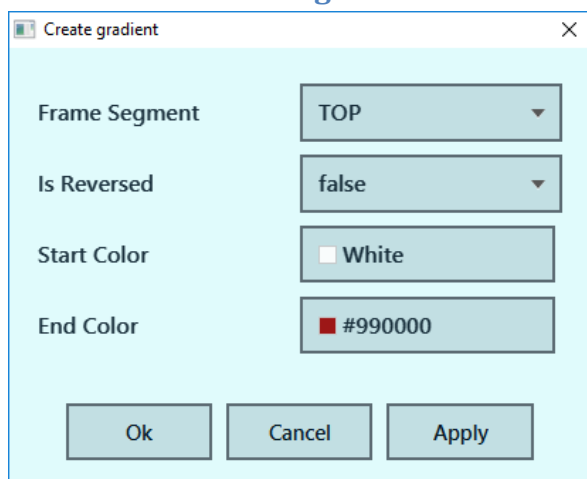 Create gradient
Frame Segment TOP
Is Reversed false
Start Color White
End Color #990000
Ok Cancel Apply